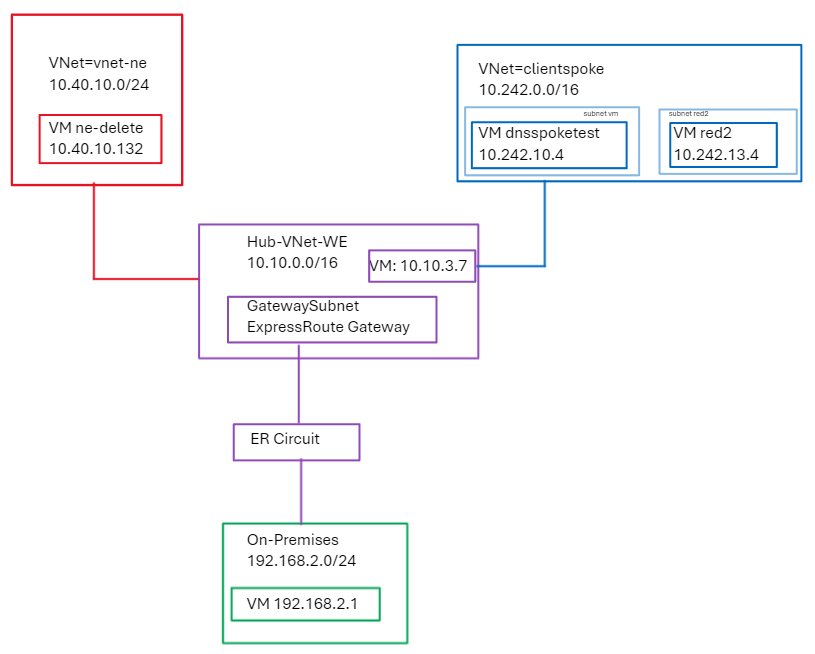 VNet=vnet-ne
10.40.10.0/24
VM ne-delete
10.40.10.132
VNet=clientspoke
10.242.0.0/16
subnet vm
VM dnsspoketest
10.242.10.4
subnet red2
VM red2
10.242.13.4
Hub-VNet-WE
10.10.0.0/16
VM: 10.10.3.7
GatewaySubnet
ExpressRoute Gateway
ER Circuit
On-Premises
192.168.2.0/24
VM 192.168.2.1